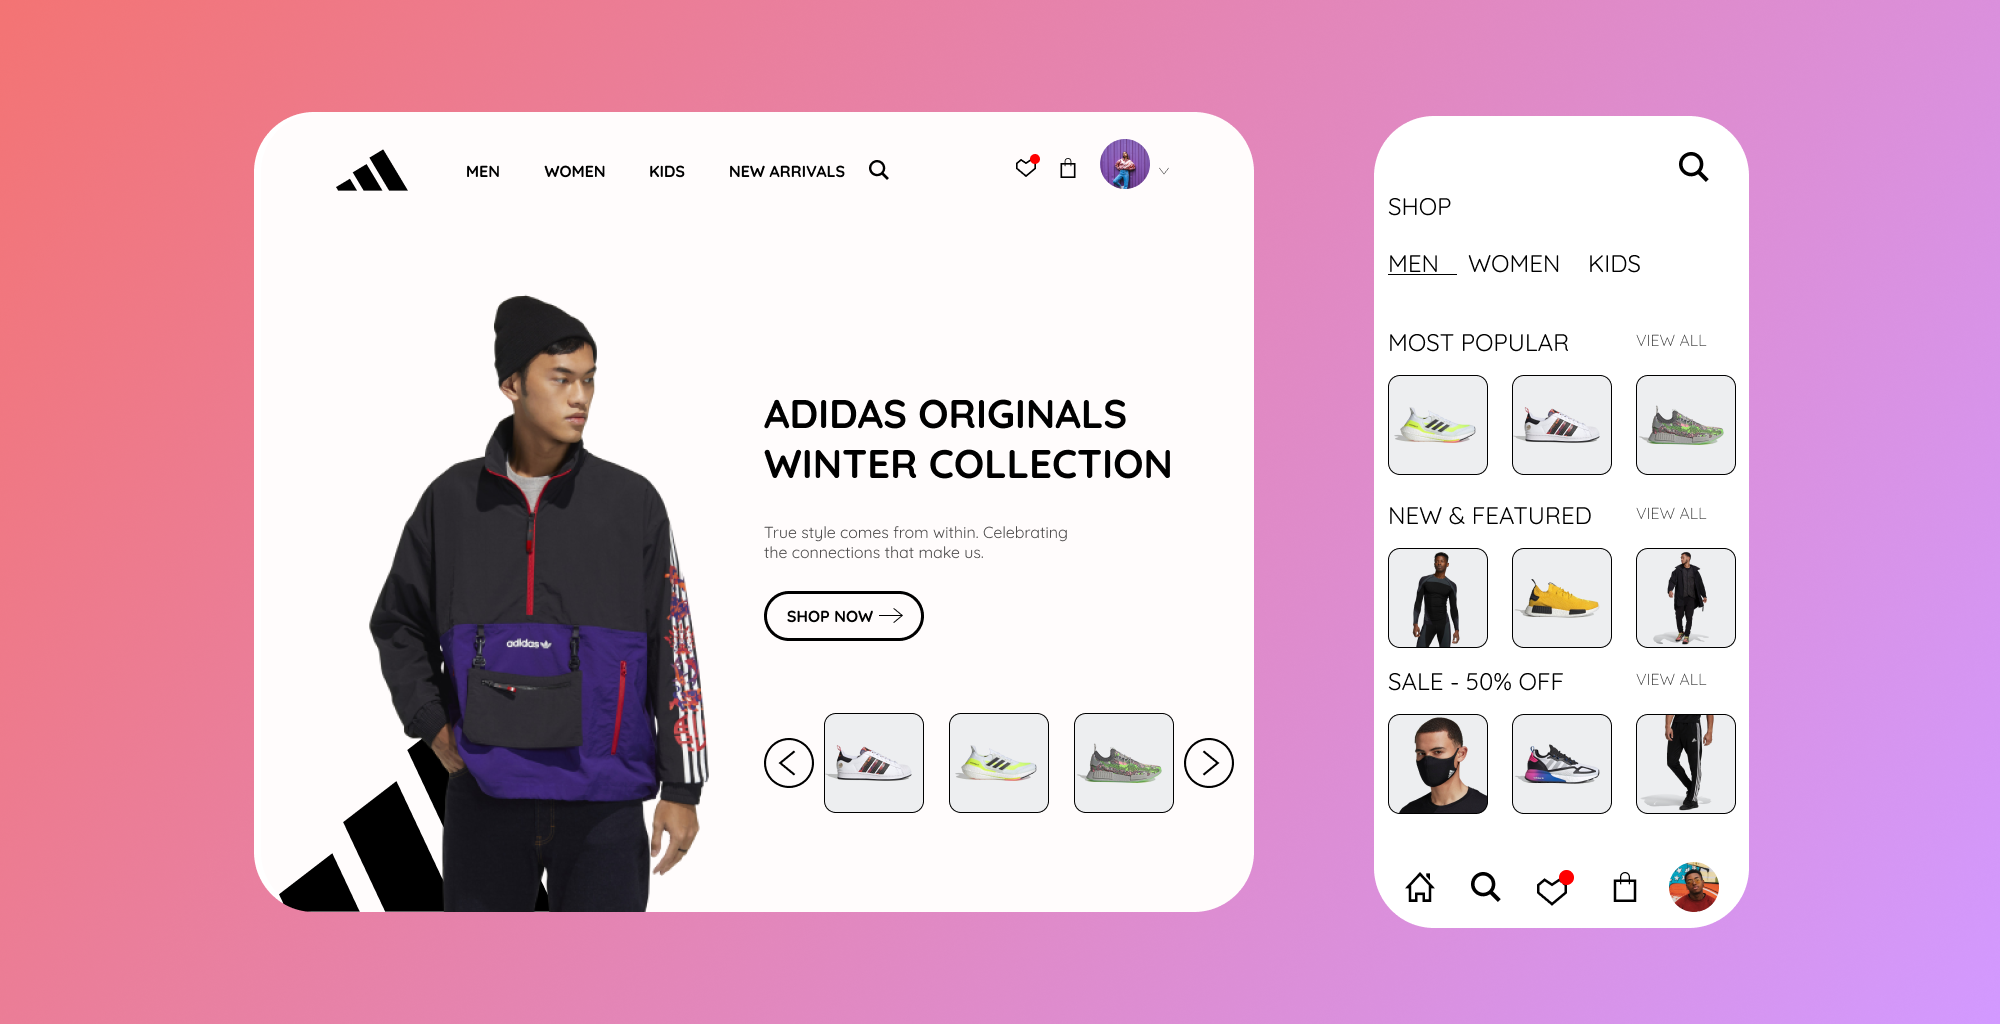 MEN WOMEN KIDS NEW ARRIVALS
ADIDAS ORIGINALS
WINTER COLLECTION
True style comes from within. Celebrating
the connections that make us.
SHOP NOW
adidas
SHOP
MEN WOMEN KIDS
MOST POPULAR VIEW ALL
NEW & FEATURED VIEW ALL
SALE - 50% OFF VIEW ALL